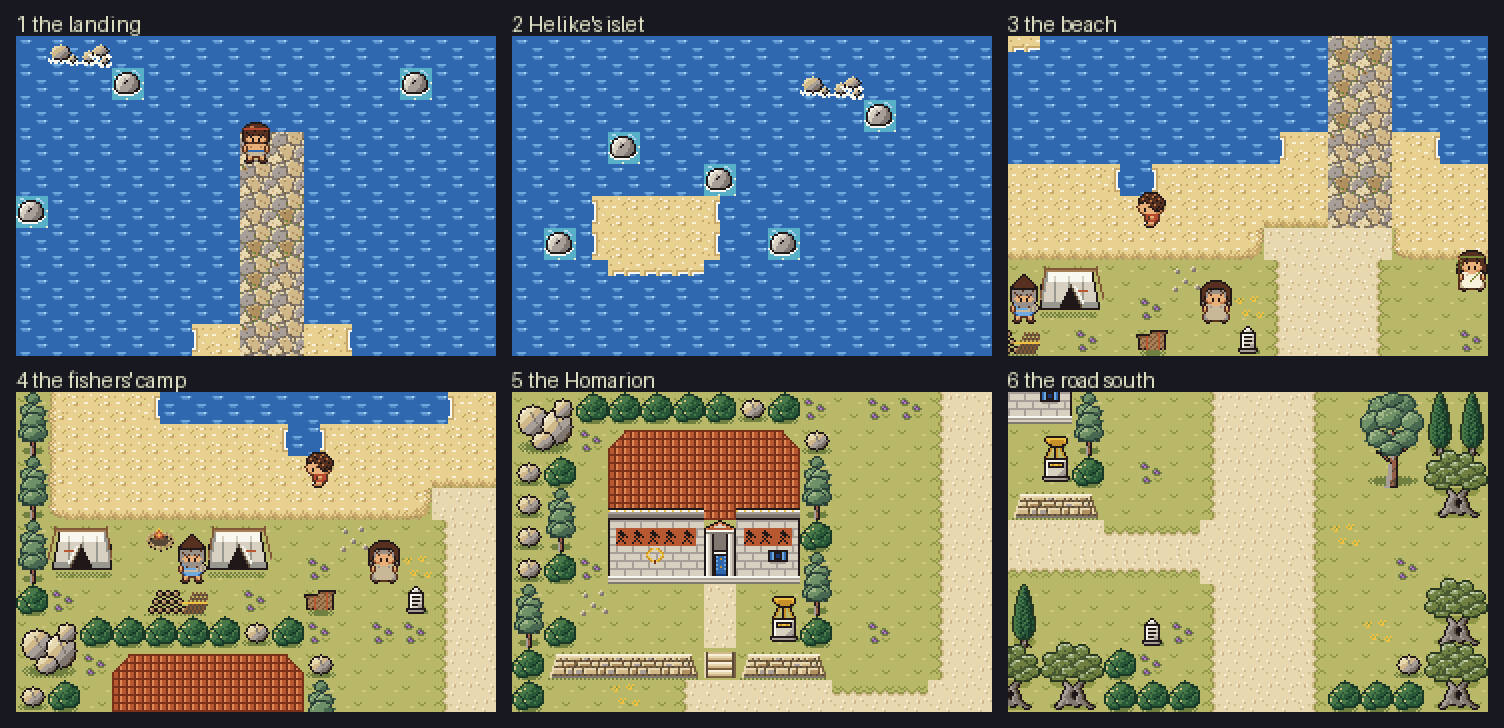 1 the landing
2 Helike's islet
3 the beach
4 the fishers' camp
5 the Homarion
6 the road south